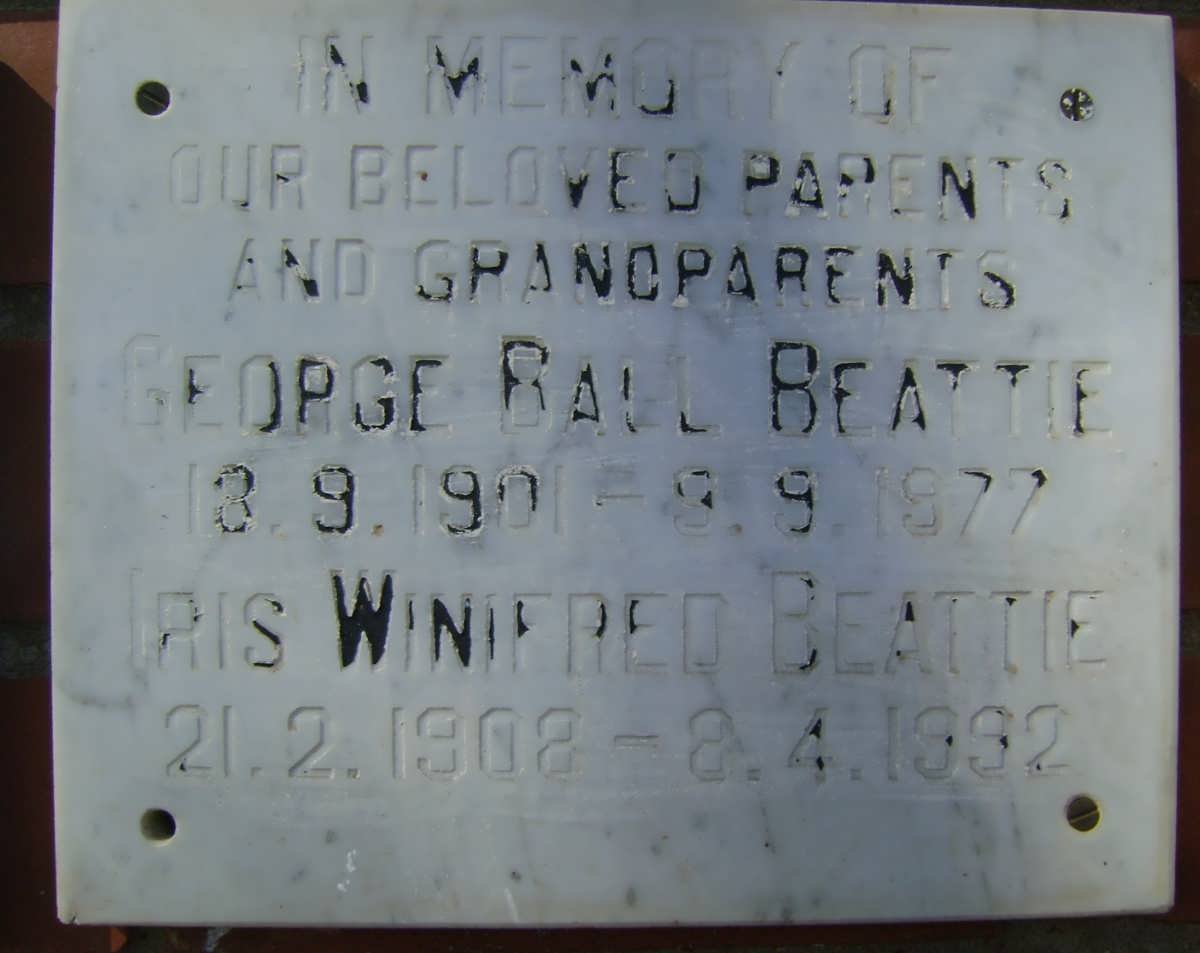 IN MEMORY OF
OUR BELOVED PARENTS
AND GRANDPARENTS
GEORGE BALL BEATTIE
18.9.1901 – 9.9.1977
IRIS WINIFRED BEATTIE
21.2.1908 – 8.4.1992